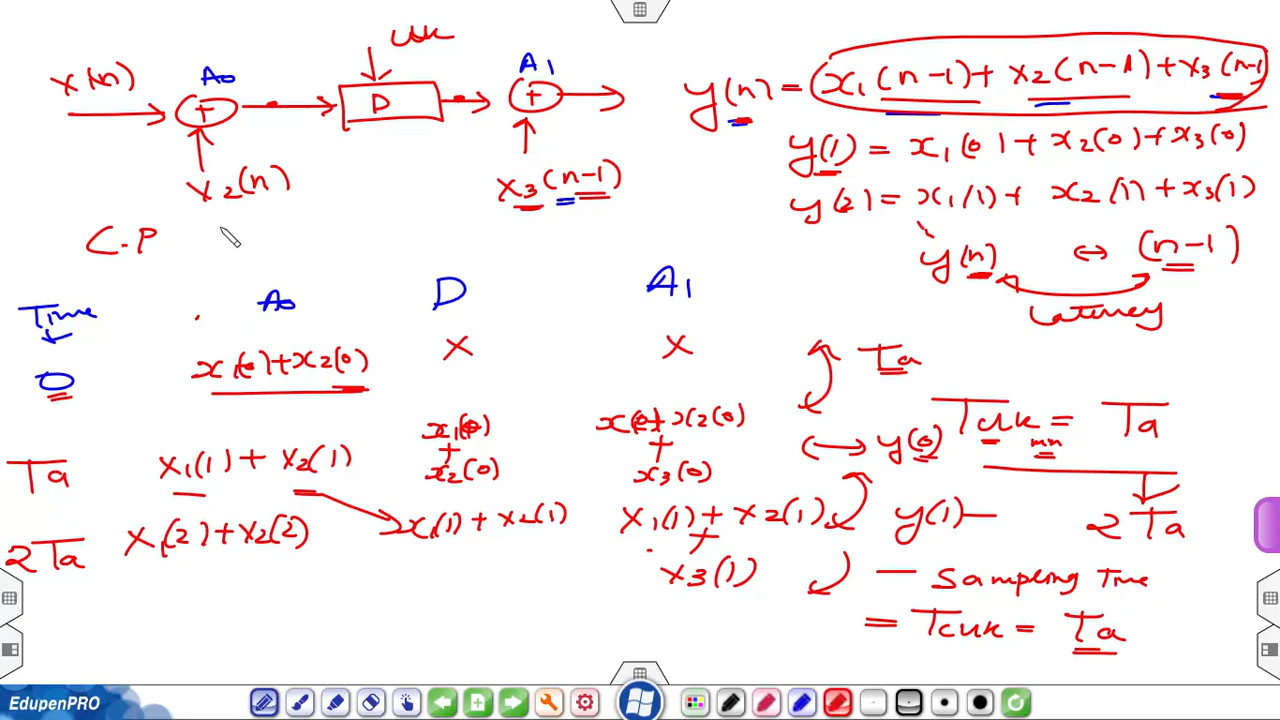 x(n) A0 Clk D A1
x2(n) x3(n-1)
y(n) = x1(n-1) + x2(n-1) + x3(n-1
y(1) = x1(0) + x2(0) + x3(0)
y(2) = x1(1) + x2(1) + x3(1)
y(n) ↔ (n-1)
Latency
C.P
Time A0 D A1
0 x1(0)+x2(0) × × Ta
Ta x1(1) + x2(1) x1(0) + x2(0) x1(0)+x2(0) + x3(0) ↔ y(0)
2Ta x1(2)+x2(2) x1(1) + x2(1) x1(1) + x2(1) + x3(1) y(1) —
Tclk min = Ta
2Ta
— Sampling Time
= Tclk = Ta
EdupenPRO